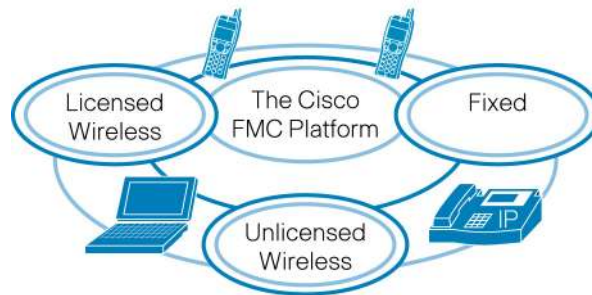 Licensed
Wireless
The Cisco
FMC Platform
Fixed
Unlicensed
Wireless
IP